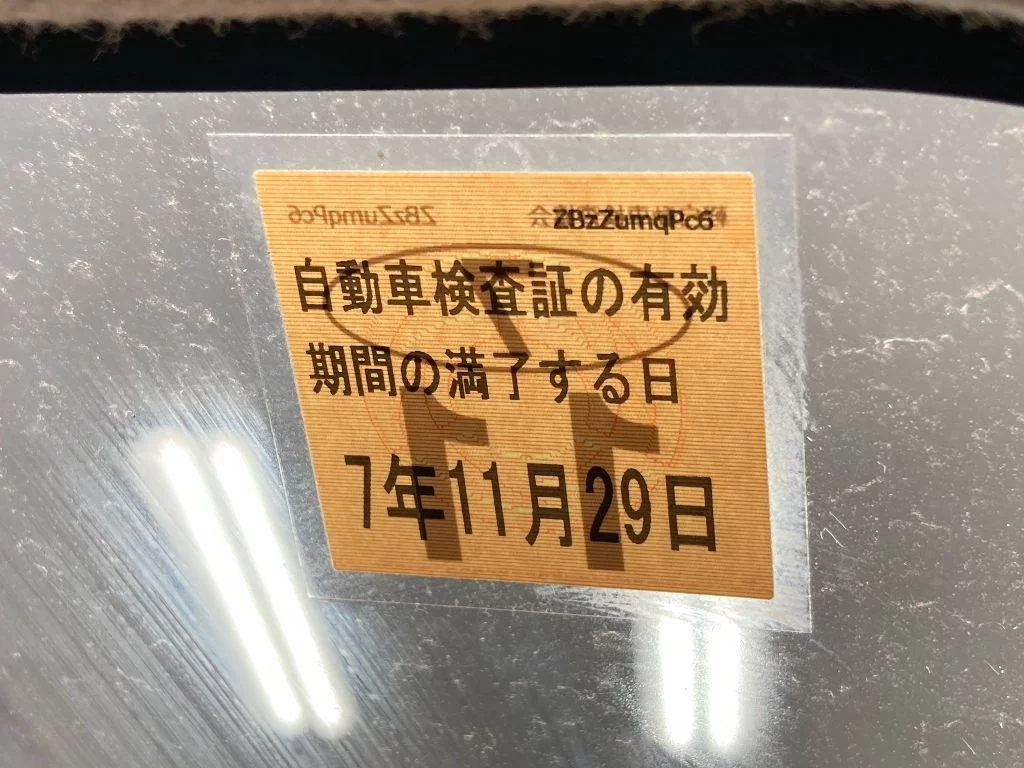 ZBzZumqPc6
自動車検査証の有効
期間の満了する日
7年11月29日